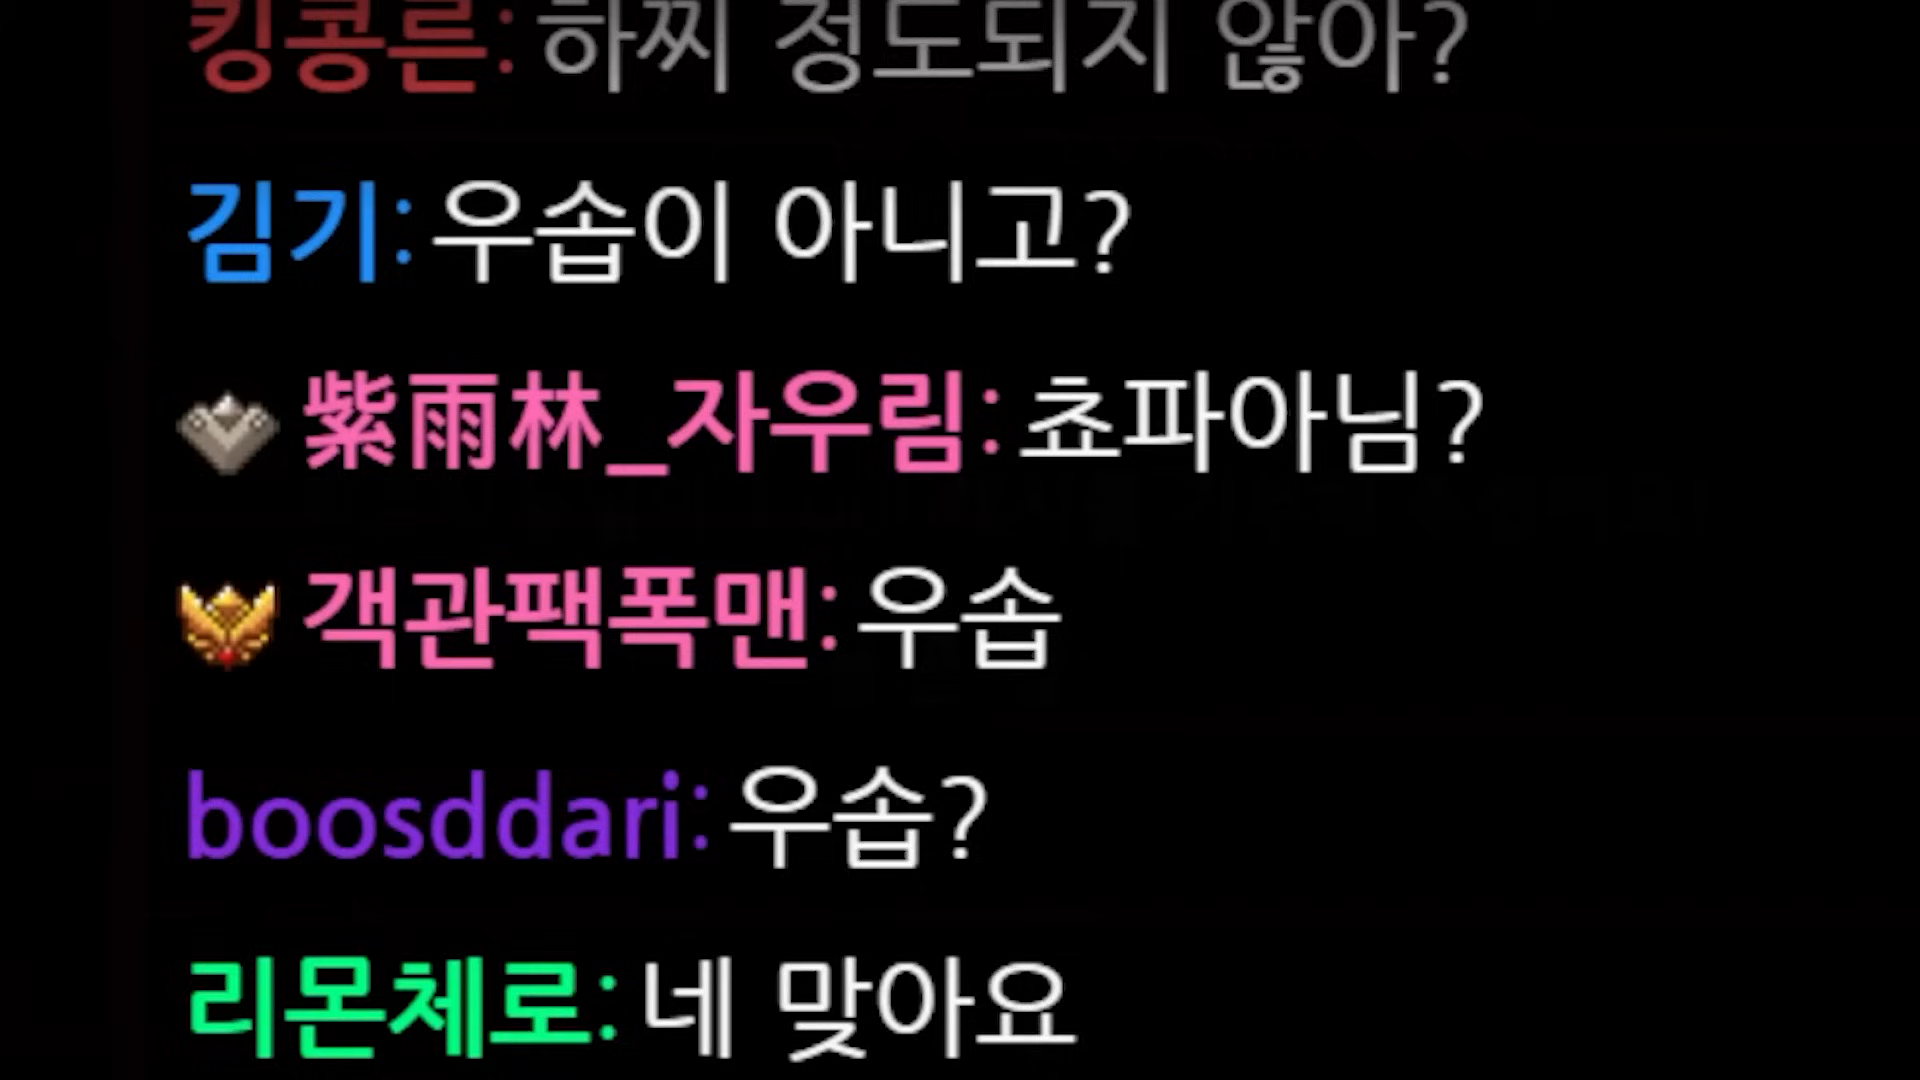 킹콩른: 하찌 정도되지 않아?
김기: 우솝이 아니고?
紫雨林_자우림: 쵸파아님?
객관팩폭맨: 우솝
boosddari: 우솝?
리몬체로: 네 맞아요